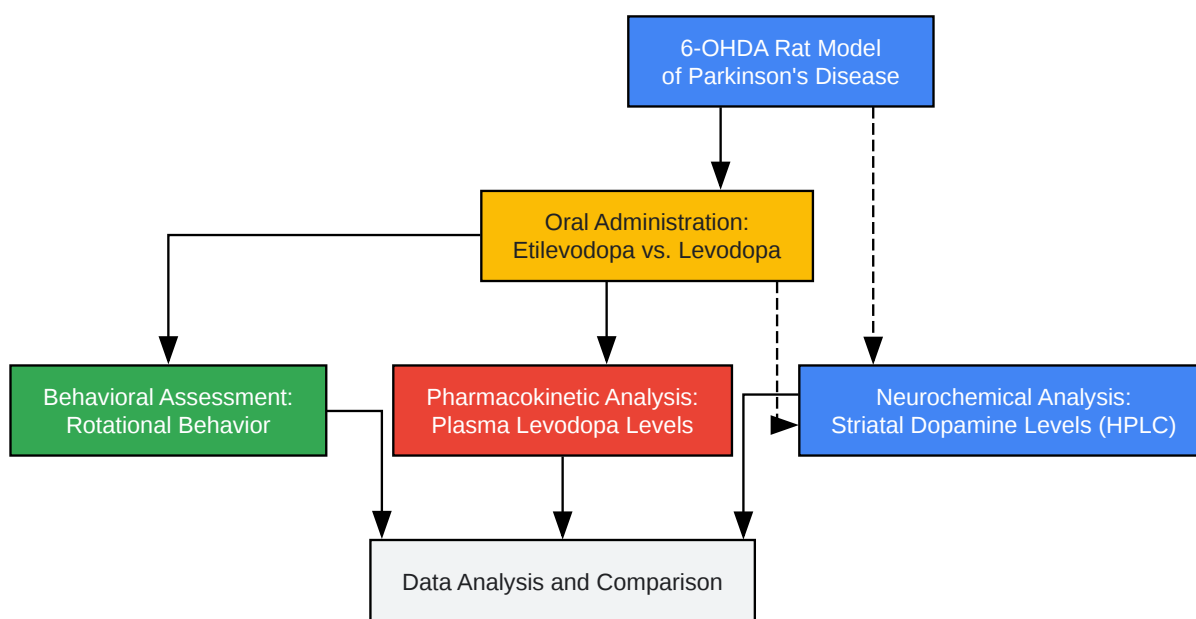 6-OHDA Rat Model
of Parkinson's Disease
Oral Administration:
Etilevodopa vs. Levodopa
Behavioral Assessment:
Rotational Behavior
Pharmacokinetic Analysis:
Plasma Levodopa Levels
Neurochemical Analysis:
Striatal Dopamine Levels (HPLC)
Data Analysis and Comparison